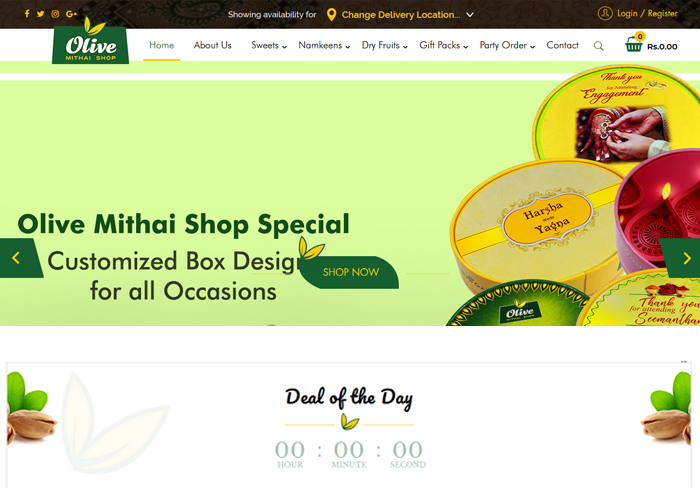 Showing availability for Change Delivery Location...
Login / Register
Olive
MITHAI SHOP
Home About Us Sweets Namkeens Dry Fruits Gift Packs Party Order Contact
0
Rs.0.00
Thank you
for Attending
Engagement
Harsha
Weds
Yagna
Olive Mithai Shop Special
Customized Box Design
for all Occasions
SHOP NOW
Olive
MITHAI SHOP
Thank you
for attending
Seemantham
Deal of the Day
00 : 00 : 00
HOUR MINUTE SECOND